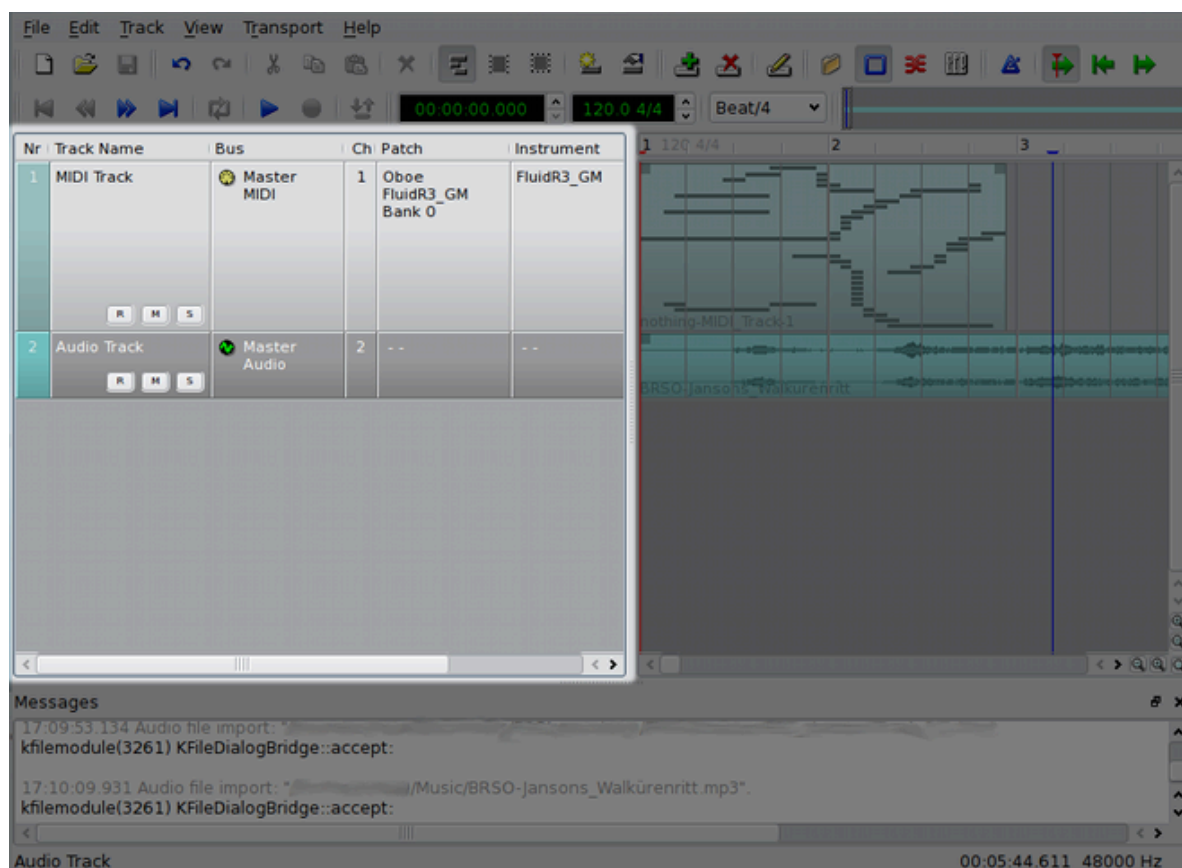 File Edit Track View Transport Help
00:00:00.000 120.0 4/4 Beat/4
Nr Track Name Bus Ch Patch Instrument
1 MIDI Track Master MIDI 1 Oboe FluidR3_GM Bank 0 FluidR3_GM
R M S
2 Audio Track Master Audio 2 - - - -
R M S
1 120 4/4 2 3
nothing-MIDI_Track-1
BRSO-Jansons_Walkürenritt
Messages
17:09:53.134 Audio file import: "
kfilemodule(3261) KFileDialogBridge::accept:
17:10:09.931 Audio file import: " /Music/BRSO-Jansons_Walkürenritt.mp3".
kfilemodule(3261) KFileDialogBridge::accept:
Audio Track 00:05:44.611 48000 Hz